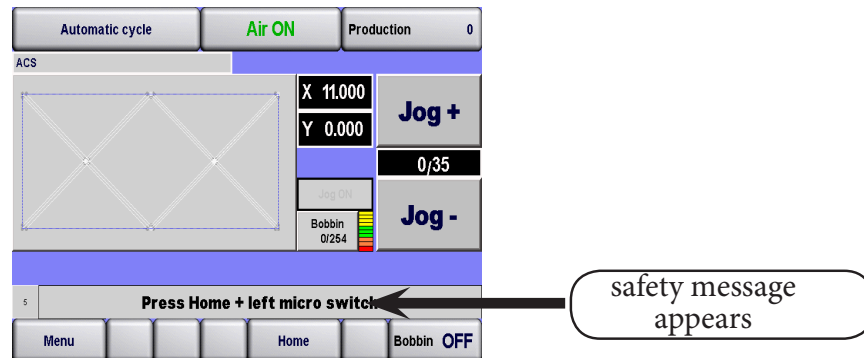 Automatic cycle Air ON Production 0
ACS
X 11.000
Y 0.000
Jog +
0/35
Jog ON
Bobbin
0/254
Jog -
5 Press Home + left micro switch
safety message
appears
Menu Home Bobbin OFF